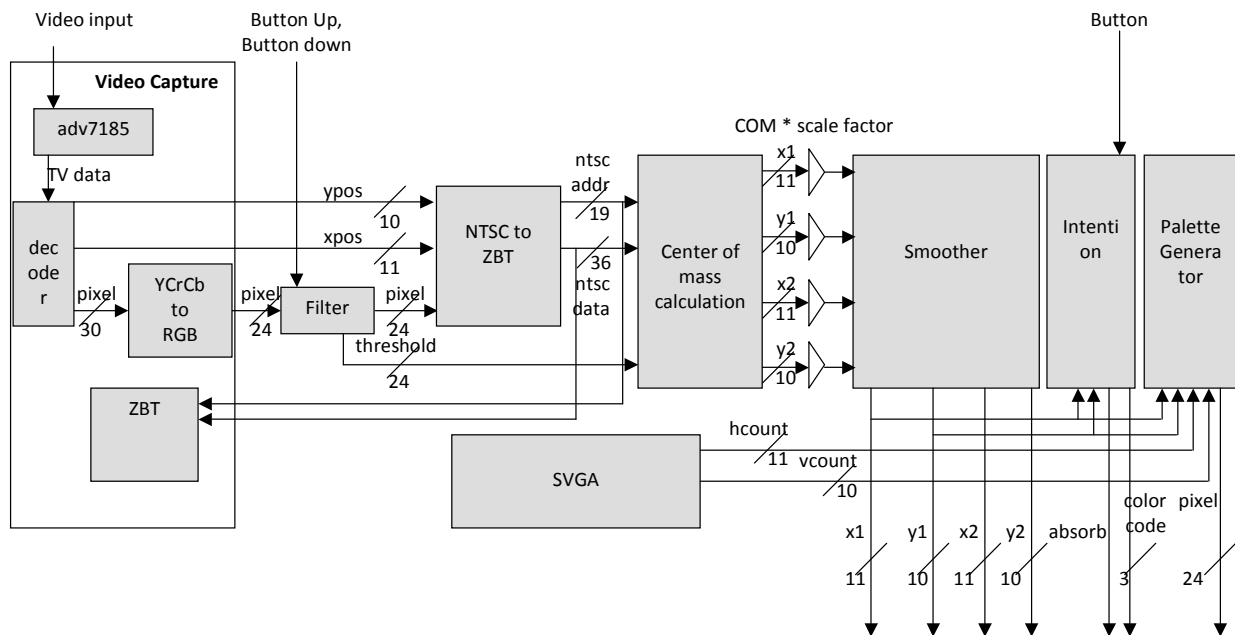 Video input
Button Up,
Button down
Button
Video Capture
adv7185
TV data
COM * scale factor
dec
ode
r
ypos
10
xpos
11
pixel
30
YCrCb
to
RGB
pixel
24
Filter
pixel
24
threshold
24
NTSC to
ZBT
ntsc
addr
19
36
ntsc
data
Center of
mass
calculation
x1
11
y1
10
x2
11
y2
10
Smoother
Intenti
on
Palette
Genera
tor
ZBT
SVGA
hcount
11
vcount
10
x1
11
y1
10
x2
11
y2
10
absorb
color
code
3
pixel
24